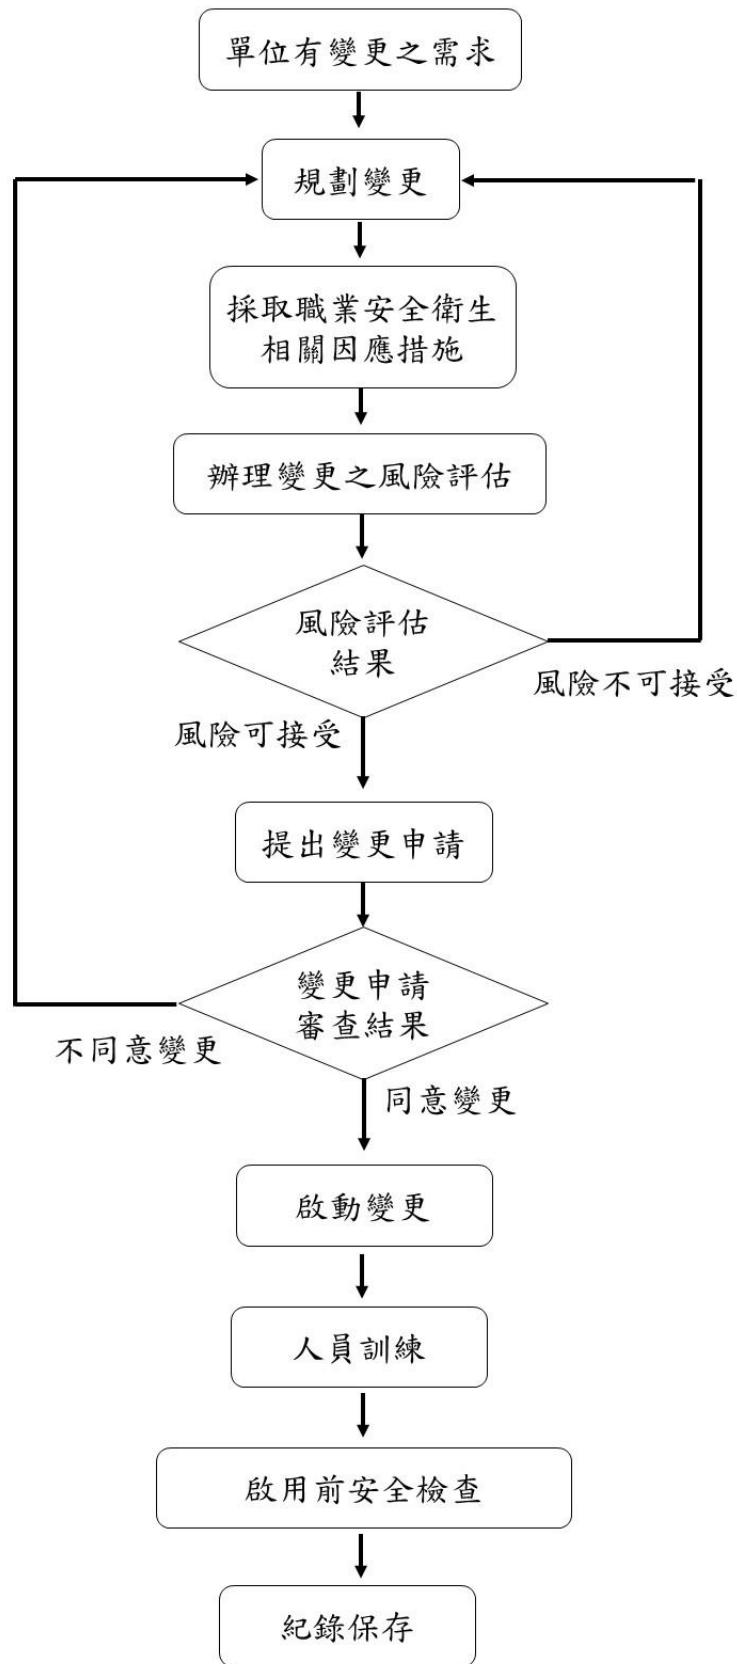 單位有變更之需求
規劃變更
採取職業安全衛生
相關因應措施
辦理變更之風險評估
風險評估
結果
風險不可接受
風險可接受
提出變更申請
變更申請
審查結果
不同意變更
同意變更
啟動變更
人員訓練
啟用前安全檢查
紀錄保存